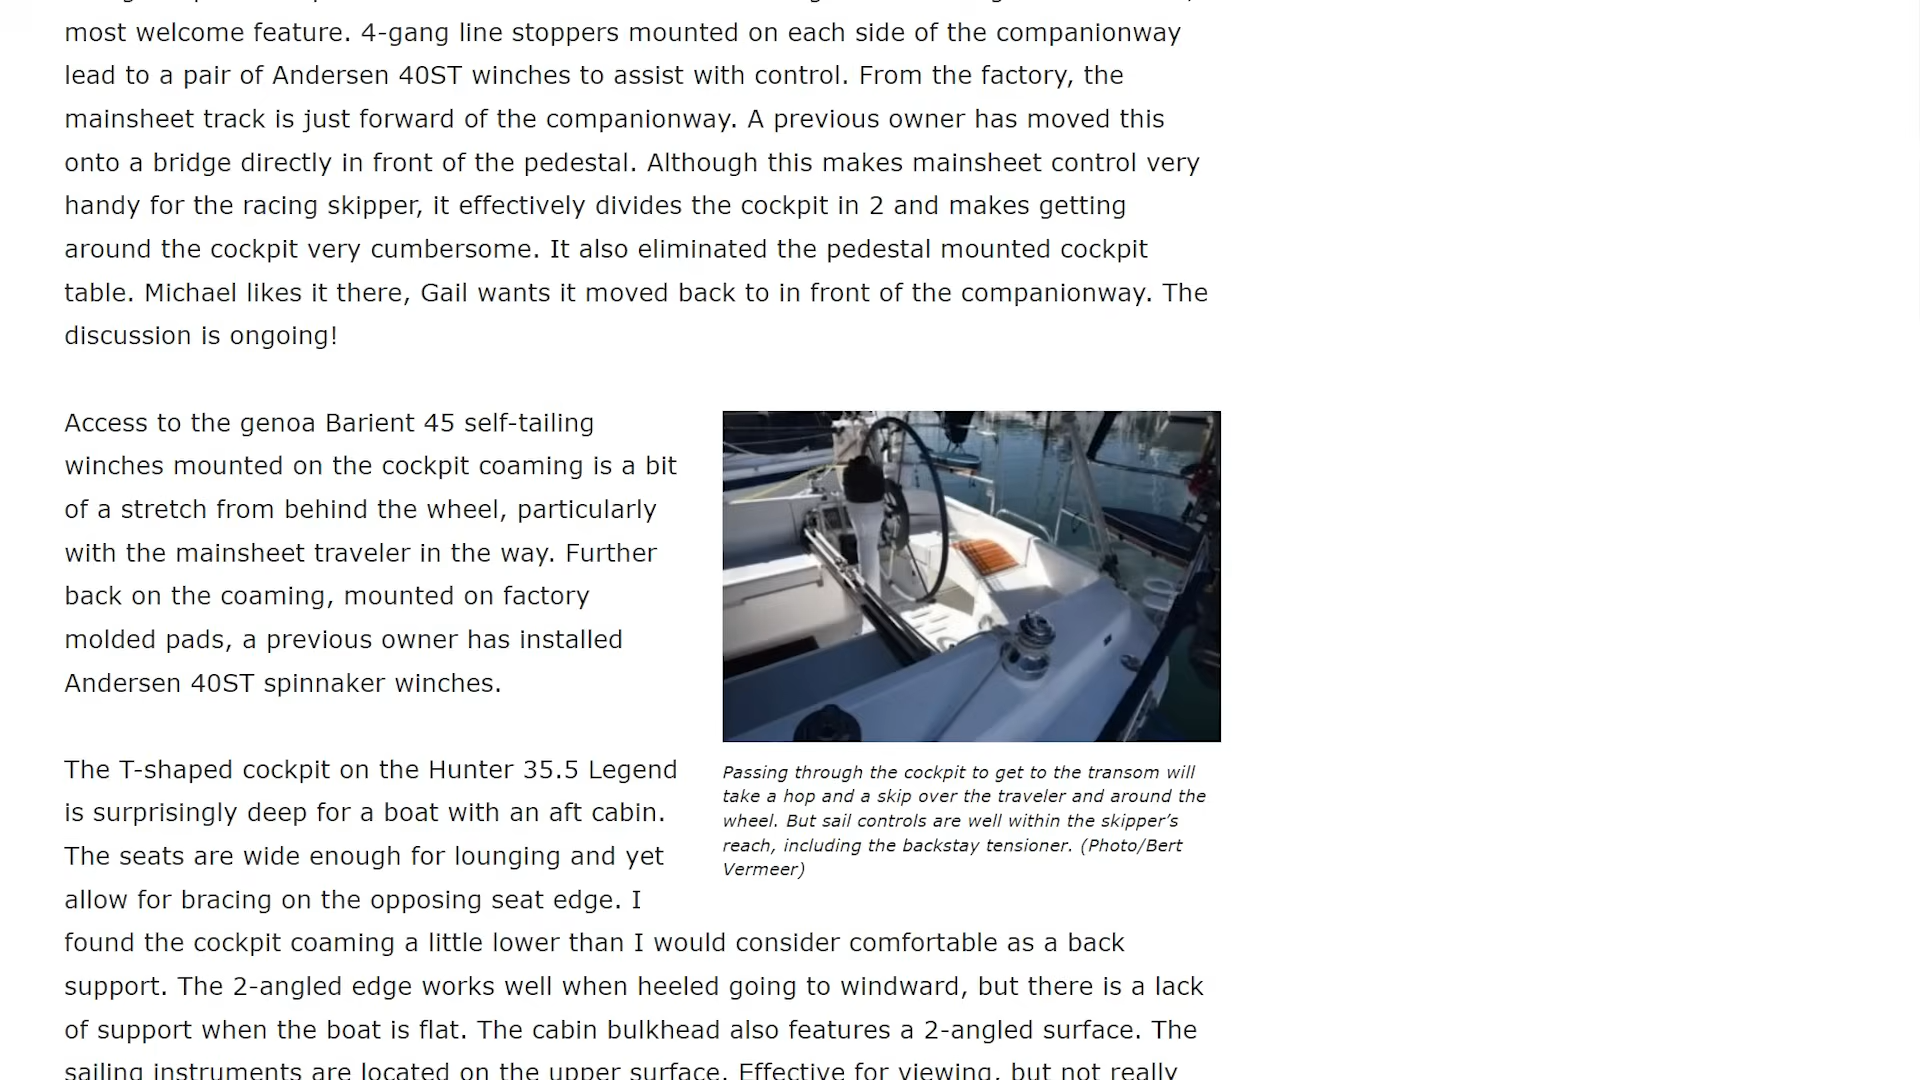 most welcome feature. 4-gang line stoppers mounted on each side of the companionway
lead to a pair of Andersen 40ST winches to assist with control. From the factory, the
mainsheet track is just forward of the companionway. A previous owner has moved this
onto a bridge directly in front of the pedestal. Although this makes mainsheet control very
handy for the racing skipper, it effectively divides the cockpit in 2 and makes getting
around the cockpit very cumbersome. It also eliminated the pedestal mounted cockpit
table. Michael likes it there, Gail wants it moved back to in front of the companionway. The
discussion is ongoing!
Access to the genoa Barient 45 self-tailing
winches mounted on the cockpit coaming is a bit
of a stretch from behind the wheel, particularly
with the mainsheet traveler in the way. Further
back on the coaming, mounted on factory
molded pads, a previous owner has installed
Andersen 40ST spinnaker winches.
Passing through the cockpit to get to the transom will
take a hop and a skip over the traveler and around the
wheel. But sail controls are well within the skipper’s
reach, including the backstay tensioner. (Photo/Bert
Vermeer)
The T-shaped cockpit on the Hunter 35.5 Legend
is surprisingly deep for a boat with an aft cabin.
The seats are wide enough for lounging and yet
allow for bracing on the opposing seat edge. I
found the cockpit coaming a little lower than I would consider comfortable as a back
support. The 2-angled edge works well when heeled going to windward, but there is a lack
of support when the boat is flat. The cabin bulkhead also features a 2-angled surface. The
sailing instruments are located on the upper surface. Effective for viewing, but not really